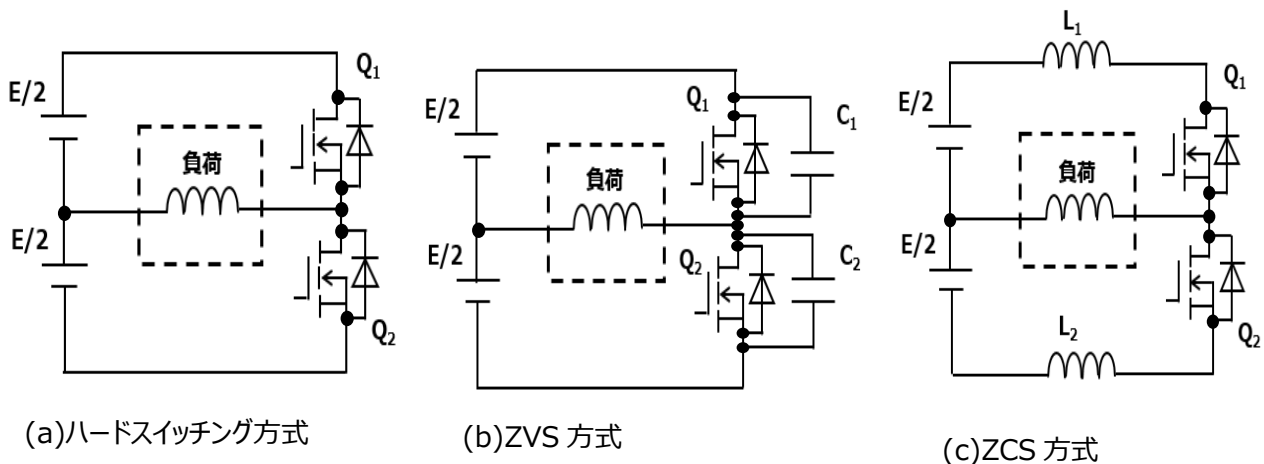 Q₁
E/2
負荷
E/2
Q₂
(a)ハードスイッチング方式
Q₁
C₁
E/2
負荷
E/2
Q₂
C₂
(b)ZVS 方式
L₁
Q₁
E/2
負荷
E/2
L₂
Q₂
(c)ZCS 方式